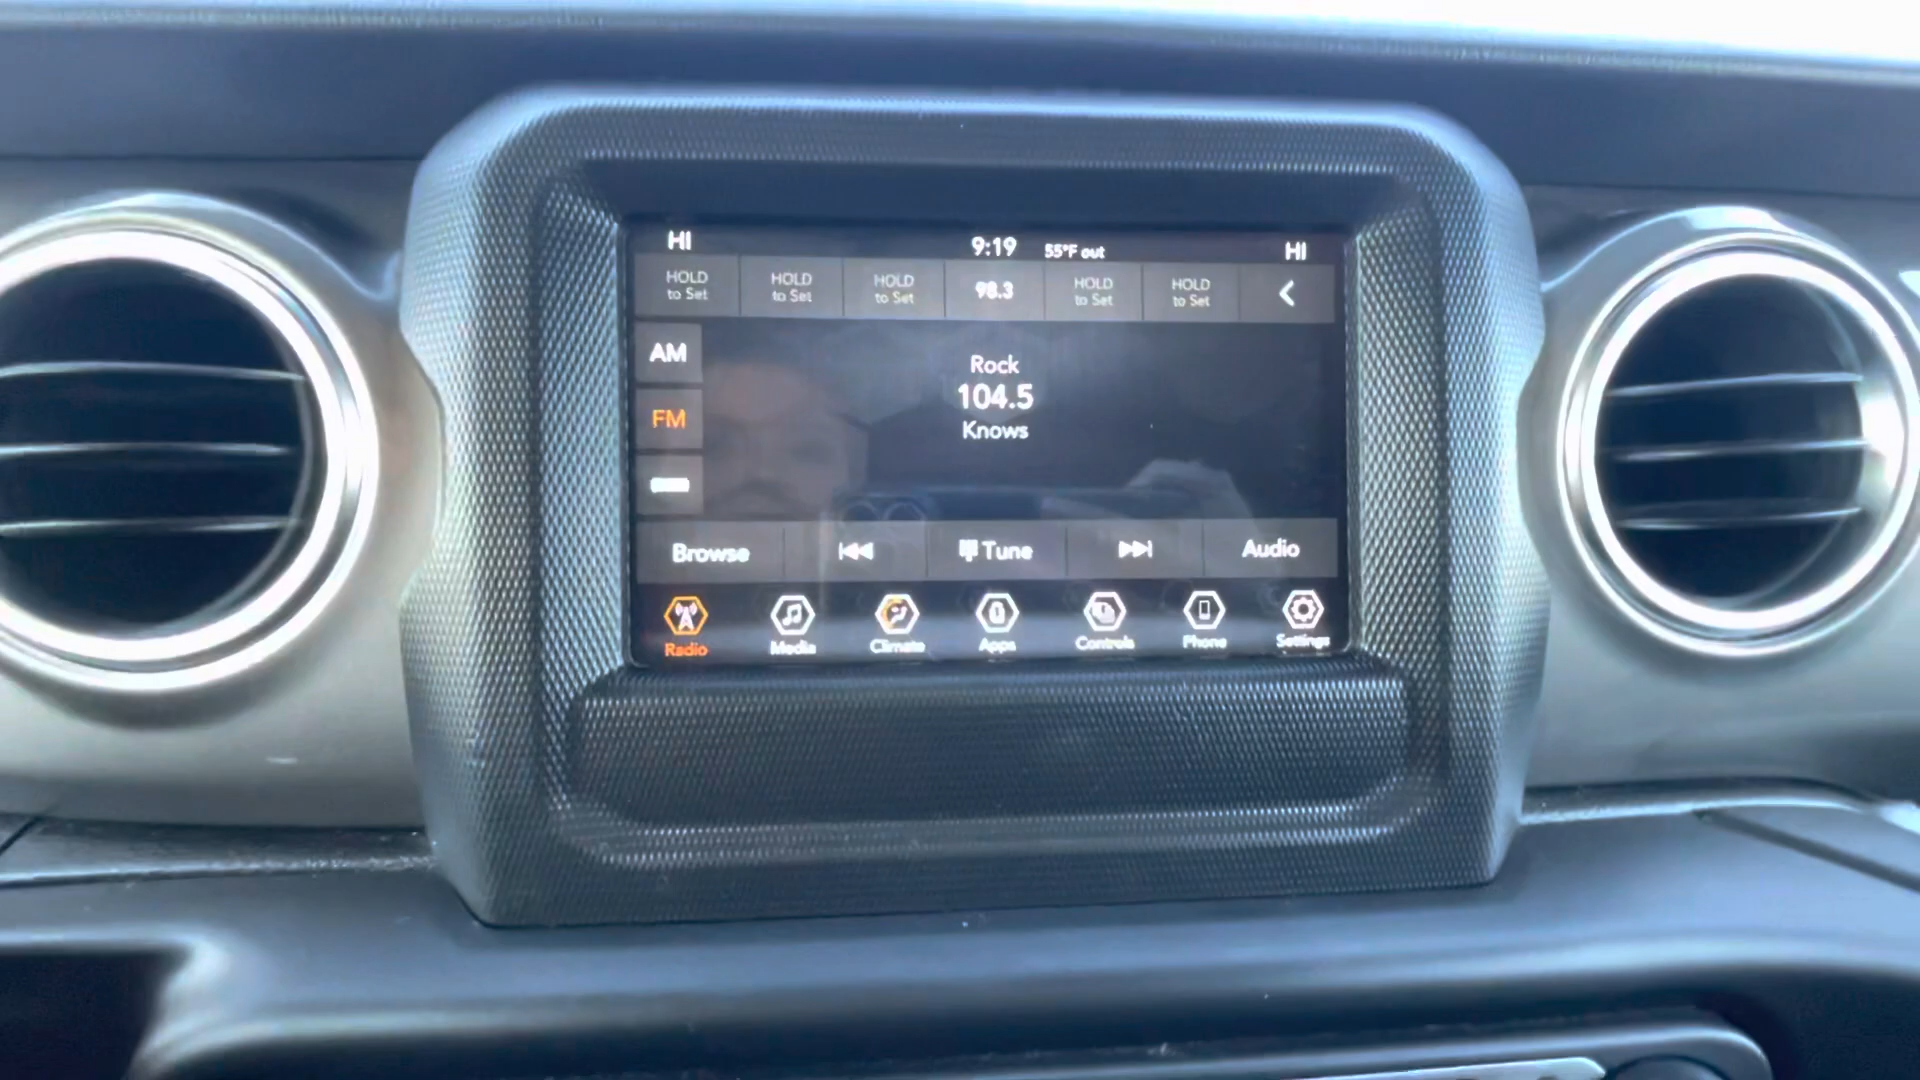 HI 9:19 55°F out HI
HOLD to Set
HOLD to Set
HOLD to Set
98.3
HOLD to Set
HOLD to Set
AM
Rock
104.5
FM
Knows
Browse
Tune
Audio
Radio
Media
Climate
Apps
Controls
Phone
Settings